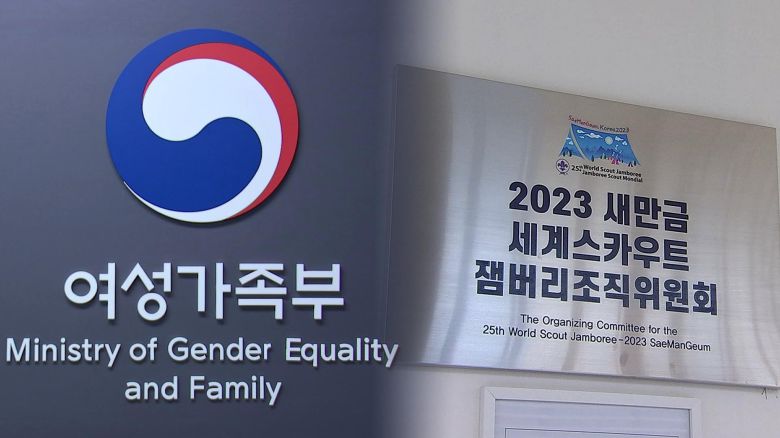 여성가족부
Ministry of Gender Equality
and Family
SaeManGeum, Korea 2023
25th World Scout Jamboree
Jamboree Scout Mondial
2023 새만금
세계스카우트
잼버리조직위원회
The Organizing Committee for the
25th World Scout Jamboree-2023 SaeManGeum